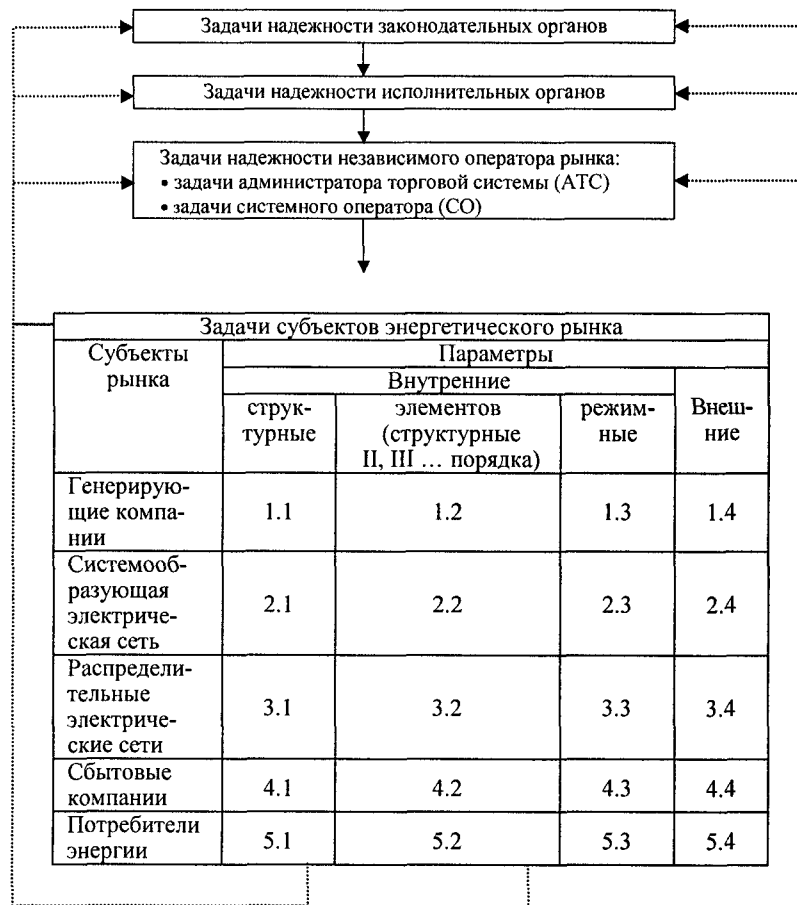 Задачи надежности законодательных органов
Задачи надежности исполнительных органов
Задачи надежности независимого оператора рынка:
• задачи администратора торговой системы (АТС)
• задачи системного оператора (СО)
Задачи субъектов энергетического рынка
Субъекты
рынка
Параметры
Внутренние
Внеш-
ние
струк-
турные
элементов
(структурные
II, III ... порядка)
режим-
ные
Генерирую-
щие компа-
нии
1.1
1.2
1.3
1.4
Системооб-
разующая
электриче-
ская сеть
2.1
2.2
2.3
2.4
Распредели-
тельные
электриче-
ские сети
3.1
3.2
3.3
3.4
Сбытовые
компании
4.1
4.2
4.3
4.4
Потребители
энергии
5.1
5.2
5.3
5.4